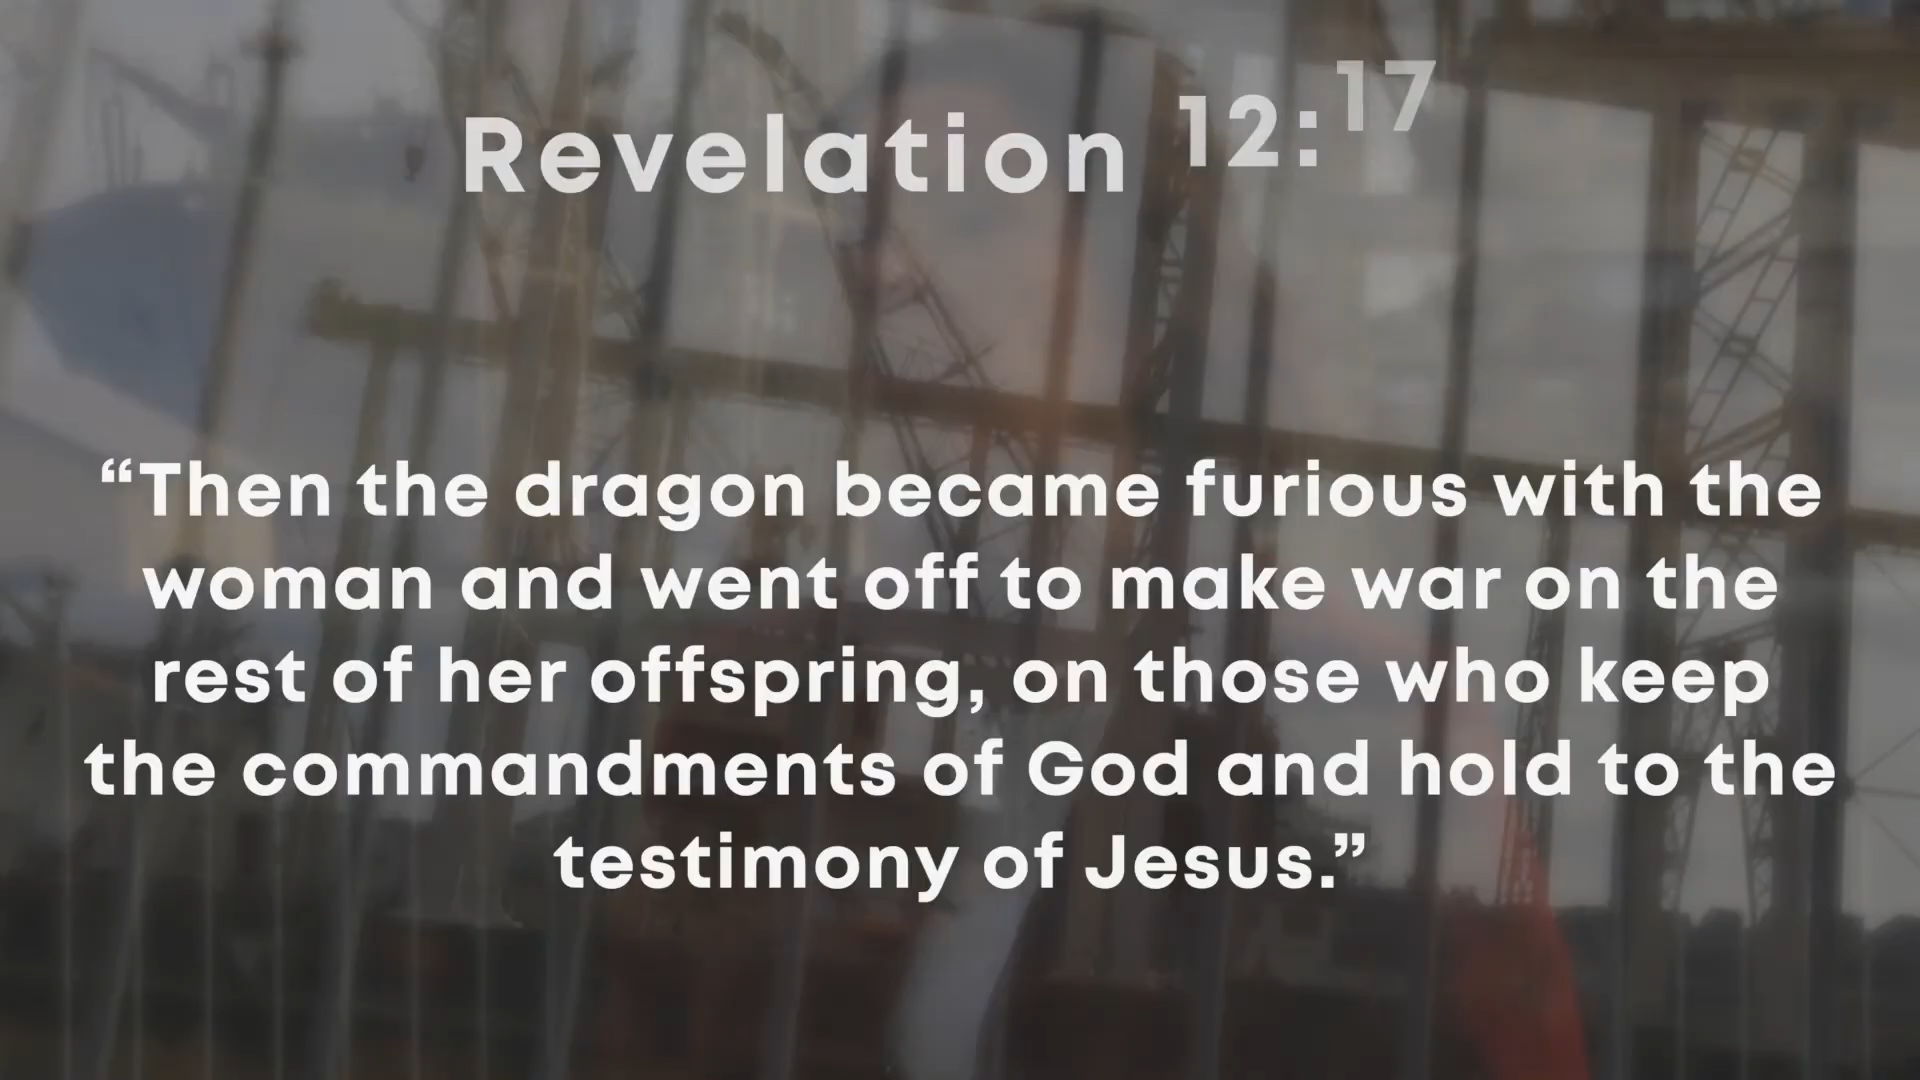 Revelation 12:17
“Then the dragon became furious with the
woman and went off to make war on the
rest of her offspring, on those who keep
the commandments of God and hold to the
testimony of Jesus.”